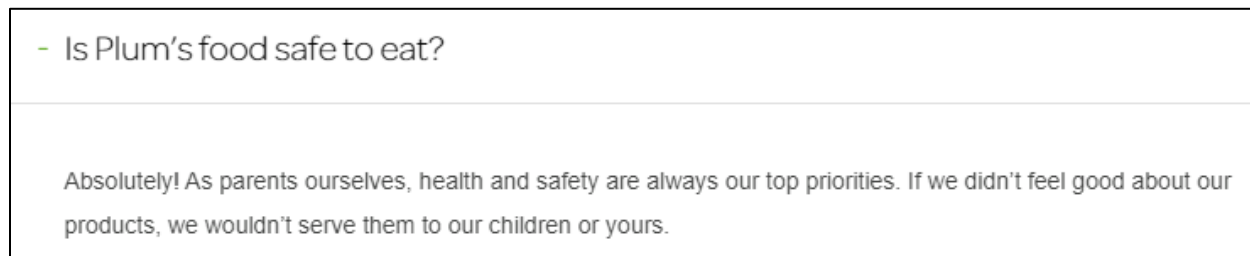 - Is Plum's food safe to eat?
Absolutely! As parents ourselves, health and safety are always our top priorities. If we didn't feel good about our
products, we wouldn't serve them to our children or yours.